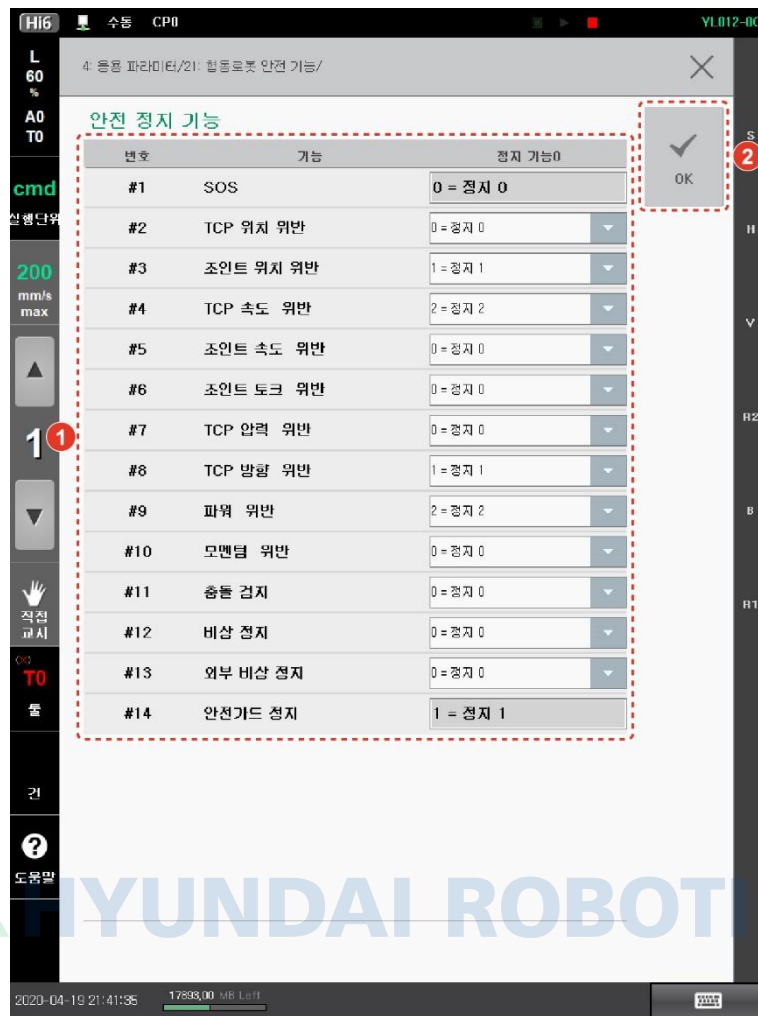 Hi6 수동 CP0 YL012-0
L
60
%
4: 응용 파라미터/21: 협동로봇 안전 기능/
A0
T0
안전 정지 기능
OK
2
번호 기능 정지 기능0
#1 SOS 0 = 정지 0
#2 TCP 위치 위반 0 = 정지 0
#3 조인트 위치 위반 1 = 정지 1
#4 TCP 속도 위반 2 = 정지 2
#5 조인트 속도 위반 0 = 정지 0
#6 조인트 토크 위반 0 = 정지 0
#7 TCP 압력 위반 0 = 정지 0
#8 TCP 방향 위반 1 = 정지 1
#9 파워 위반 2 = 정지 2
#10 모멘텀 위반 0 = 정지 0
#11 충돌 검지 0 = 정지 0
#12 비상 정지 0 = 정지 0
#13 외부 비상 정지 0 = 정지 0
#14 안전가드 정지 1 = 정지 1
cmd
실행단위
200
mm/s
max
1
1
직접
교시
T0
툴
건
?
도움말
S
H
V
R2
B
R1
HYUNDAI ROBOTI
2020-04-19 21:41:35 17893,00 MB Left